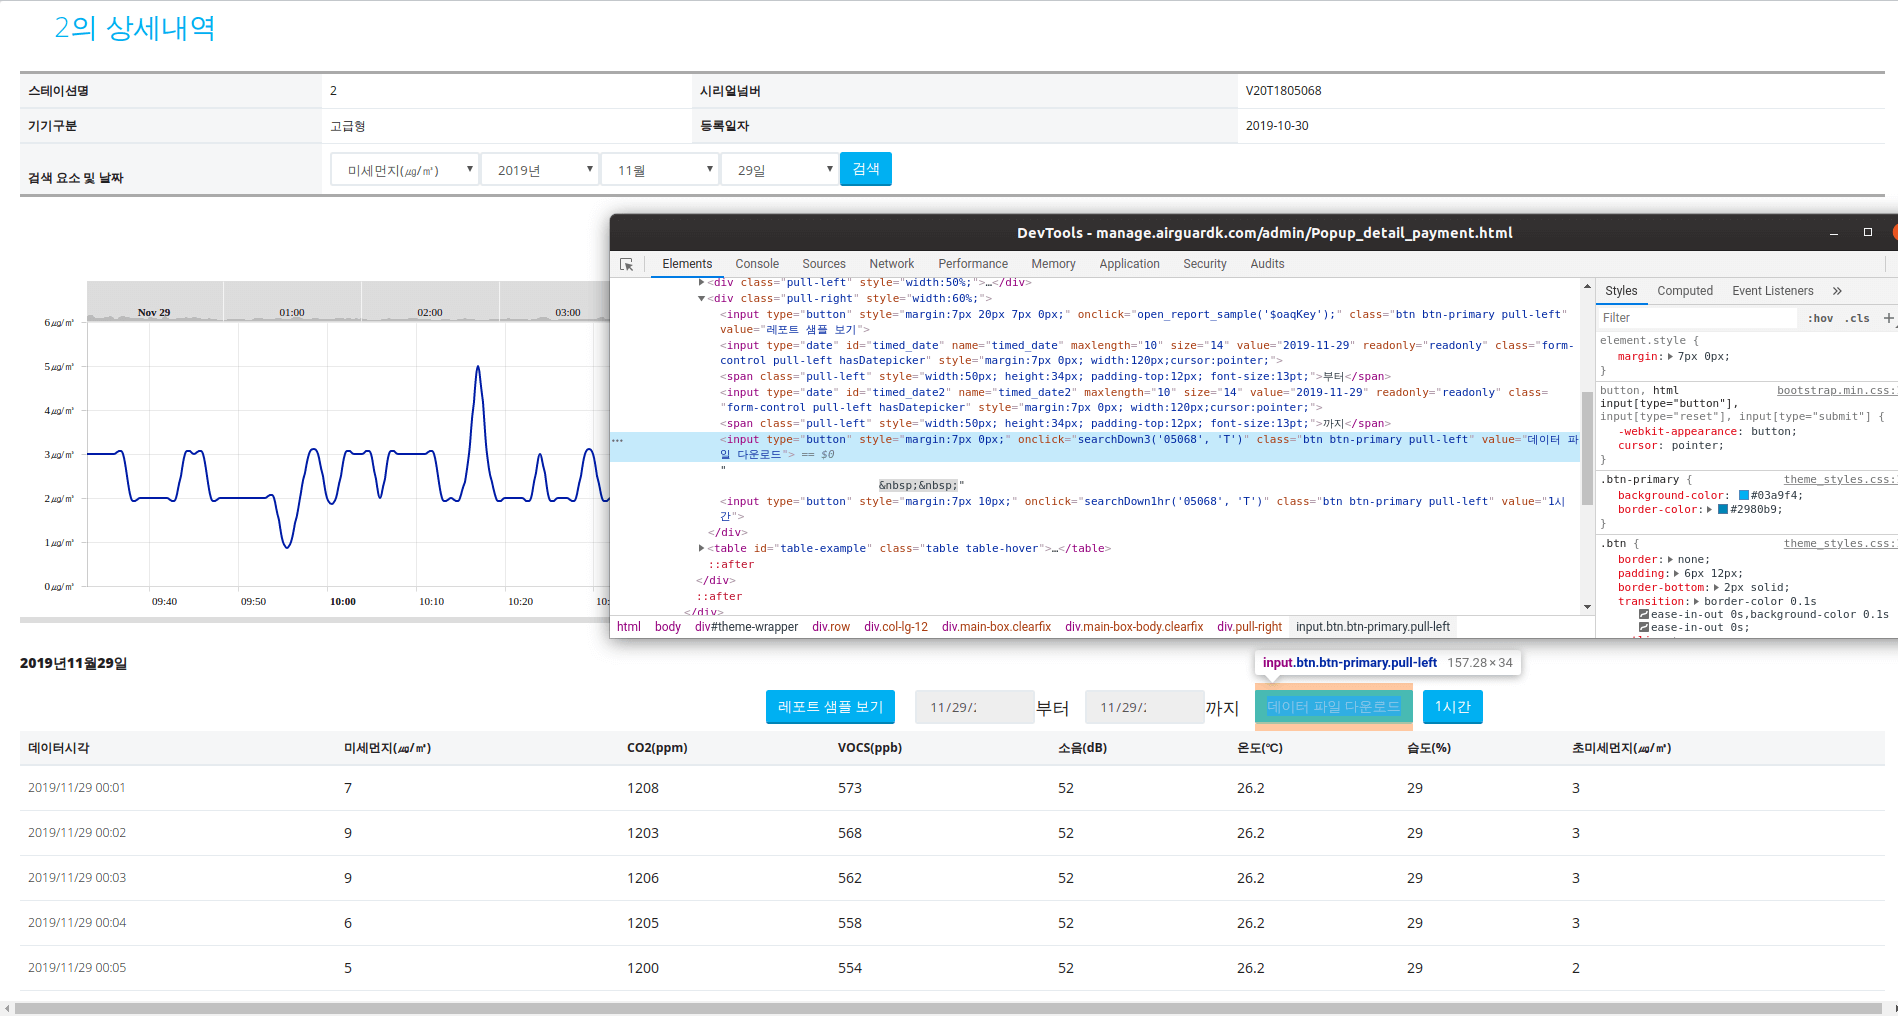 2의 상세내역
스테이션명 2 시리얼넘버 V20T1805068
기기구분 고급형 등록일자 2019-10-30
검색 요소 및 날짜 미세먼지(㎍/㎥) 2019년 11월 29일 검색
DevTools - manage.airguardk.com/admin/Popup_detail_payment.html
Elements Console Sources Network Performance Memory Application Security Audits
<div class="pull-left" style="width:50%;">…</div>
<div class="pull-right" style="width:60%;">
<input type="button" style="margin:7px 20px 7px 0px;" onclick="open_report_sample('$oaqKey');" class="btn btn-primary pull-left"
value="레포트 샘플 보기">
<input type="date" id="timed_date" name="timed_date" maxlength="10" size="14" value="2019-11-29" readonly="readonly" class="form-
control pull-left hasDatepicker" style="margin:7px 0px; width:120px;cursor:pointer;">
<span class="pull-left" style="width:50px; height:34px; padding-top:12px; font-size:13pt;">부터</span>
<input type="date" id="timed_date2" name="timed_date2" maxlength="10" size="14" value="2019-11-29" readonly="readonly" class=
"form-control pull-left hasDatepicker" style="margin:7px 0px; width:120px;cursor:pointer;">
<span class="pull-left" style="width:50px; height:34px; padding-top:12px; font-size:13pt;">까지</span>
<input type="button" style="margin:7px 0px;" onclick="searchDown3('05068', 'T')" class="btn btn-primary pull-left" value="데이터 파
일 다운로드"> == $0
"
&nbsp;&nbsp;"
<input type="button" style="margin:7px 10px;" onclick="searchDown1hr('05068', 'T')" class="btn btn-primary pull-left" value="1시
간">
</div>
<table id="table-example" class="table table-hover">…</table>
::after
</div>
::after
</div>
html body div#theme-wrapper div.row div.col-lg-12 div.main-box.clearfix div.main-box-body.clearfix div.pull-right input.btn.btn-primary.pull-left
Styles Computed Event Listeners »
Filter :hov .cls +
element.style {
margin: 7px 0px;
}
button, html bootstrap.min.css:
input[type="button"],
input[type="reset"], input[type="submit"] {
-webkit-appearance: button;
cursor: pointer;
}
.btn-primary { theme_styles.css:
background-color: #03a9f4;
border-color: #2980b9;
}
.btn { theme_styles.css:
border: none;
padding: 6px 12px;
border-bottom: 2px solid;
transition: border-color 0.1s
ease-in-out 0s,background-color 0.1s
ease-in-out 0s;
Nov 29 01:00 02:00 03:00
6㎍/㎥
5㎍/㎥
4㎍/㎥
3㎍/㎥
2㎍/㎥
1㎍/㎥
0㎍/㎥
09:40 09:50 10:00 10:10 10:20 10:
2019년11월29일
input.btn.btn-primary.pull-left 157.28 × 34
레포트 샘플 보기 11/29/ 부터 11/29/ 까지 데이터 파일 다운로드 1시간
데이터시각 미세먼지(㎍/㎥) CO2(ppm) VOCS(ppb) 소음(dB) 온도(℃) 습도(%) 초미세먼지(㎍/㎥)
2019/11/29 00:01 7 1208 573 52 26.2 29 3
2019/11/29 00:02 9 1203 568 52 26.2 29 3
2019/11/29 00:03 9 1206 562 52 26.2 29 3
2019/11/29 00:04 6 1205 558 52 26.2 29 3
2019/11/29 00:05 5 1200 554 52 26.2 29 2